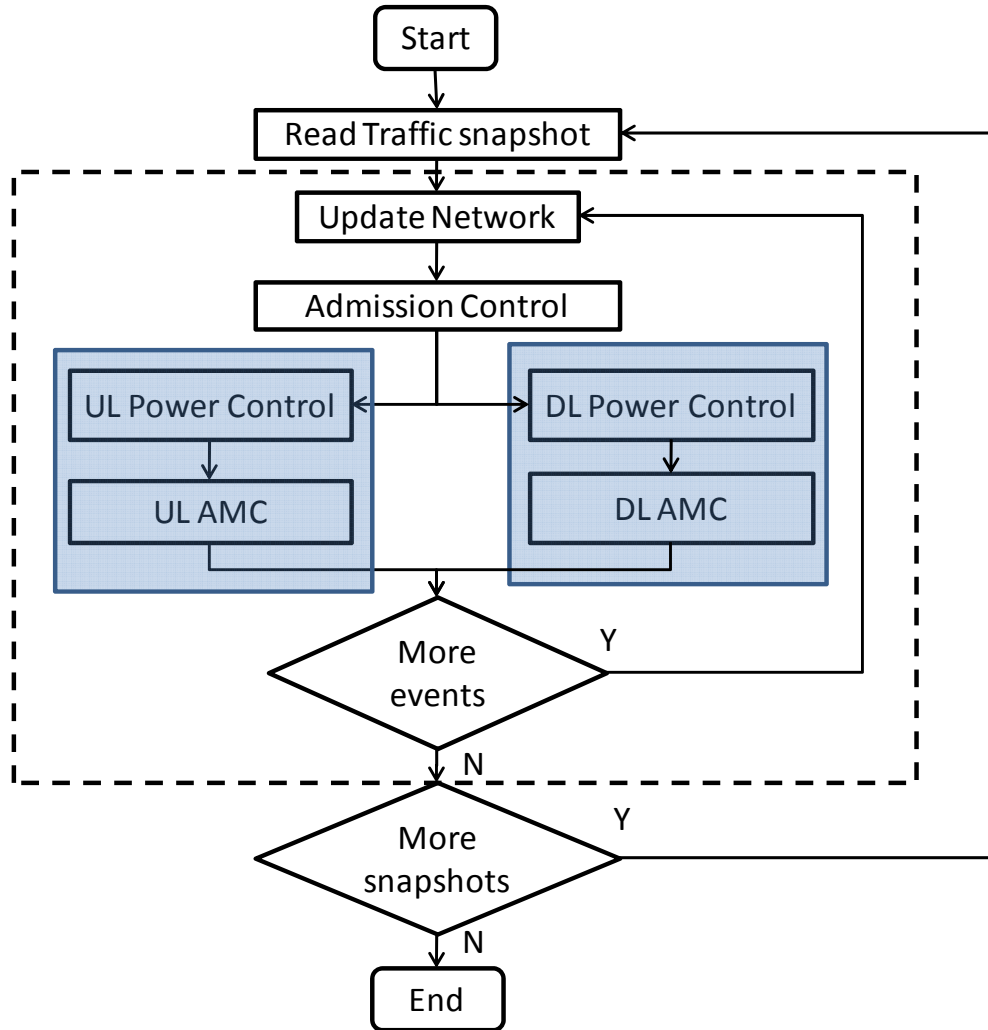 Start
Read Traffic snapshot
Update Network
Admission Control
UL Power Control
DL Power Control
UL AMC
DL AMC
More
events
Y
N
More
snapshots
Y
N
End